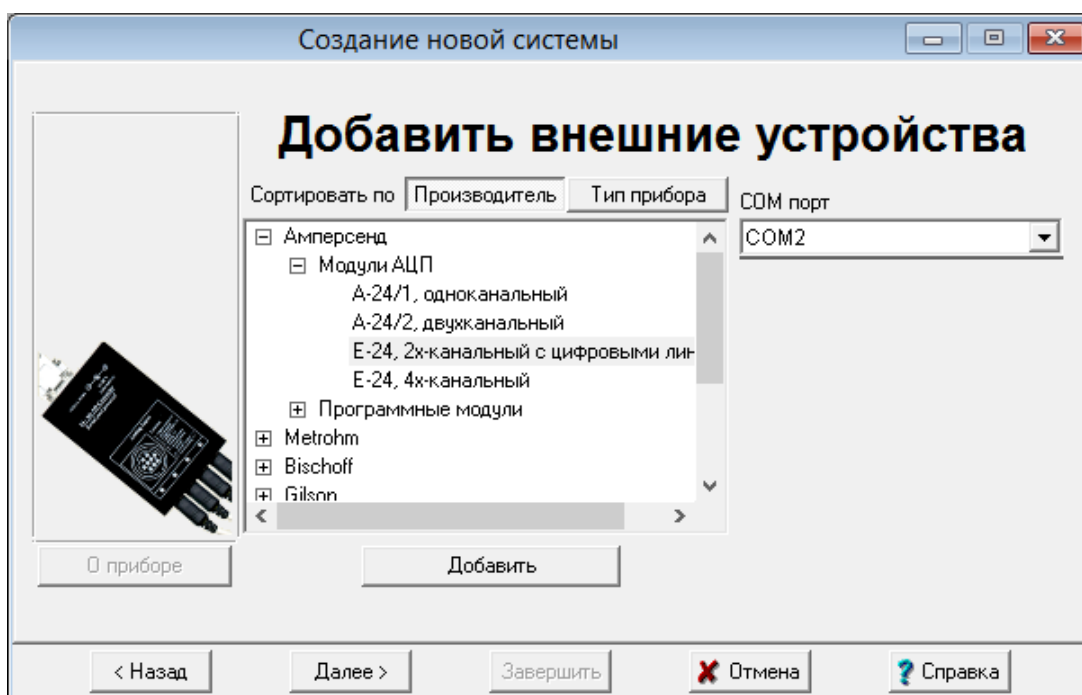 Создание новой системы
Добавить внешние устройства
Сортировать по Производитель Тип прибора
COM порт
COM2
Амперсенд
Модули АЦП
A-24/1, одноканальный
A-24/2, двухканальный
E-24, 2х-канальный с цифровыми лин
E-24, 4х-канальный
Программные модули
Metrohm
Bischoff
Gilson
О приборе
Добавить
< Назад
Далее >
Завершить
Отмена
Справка